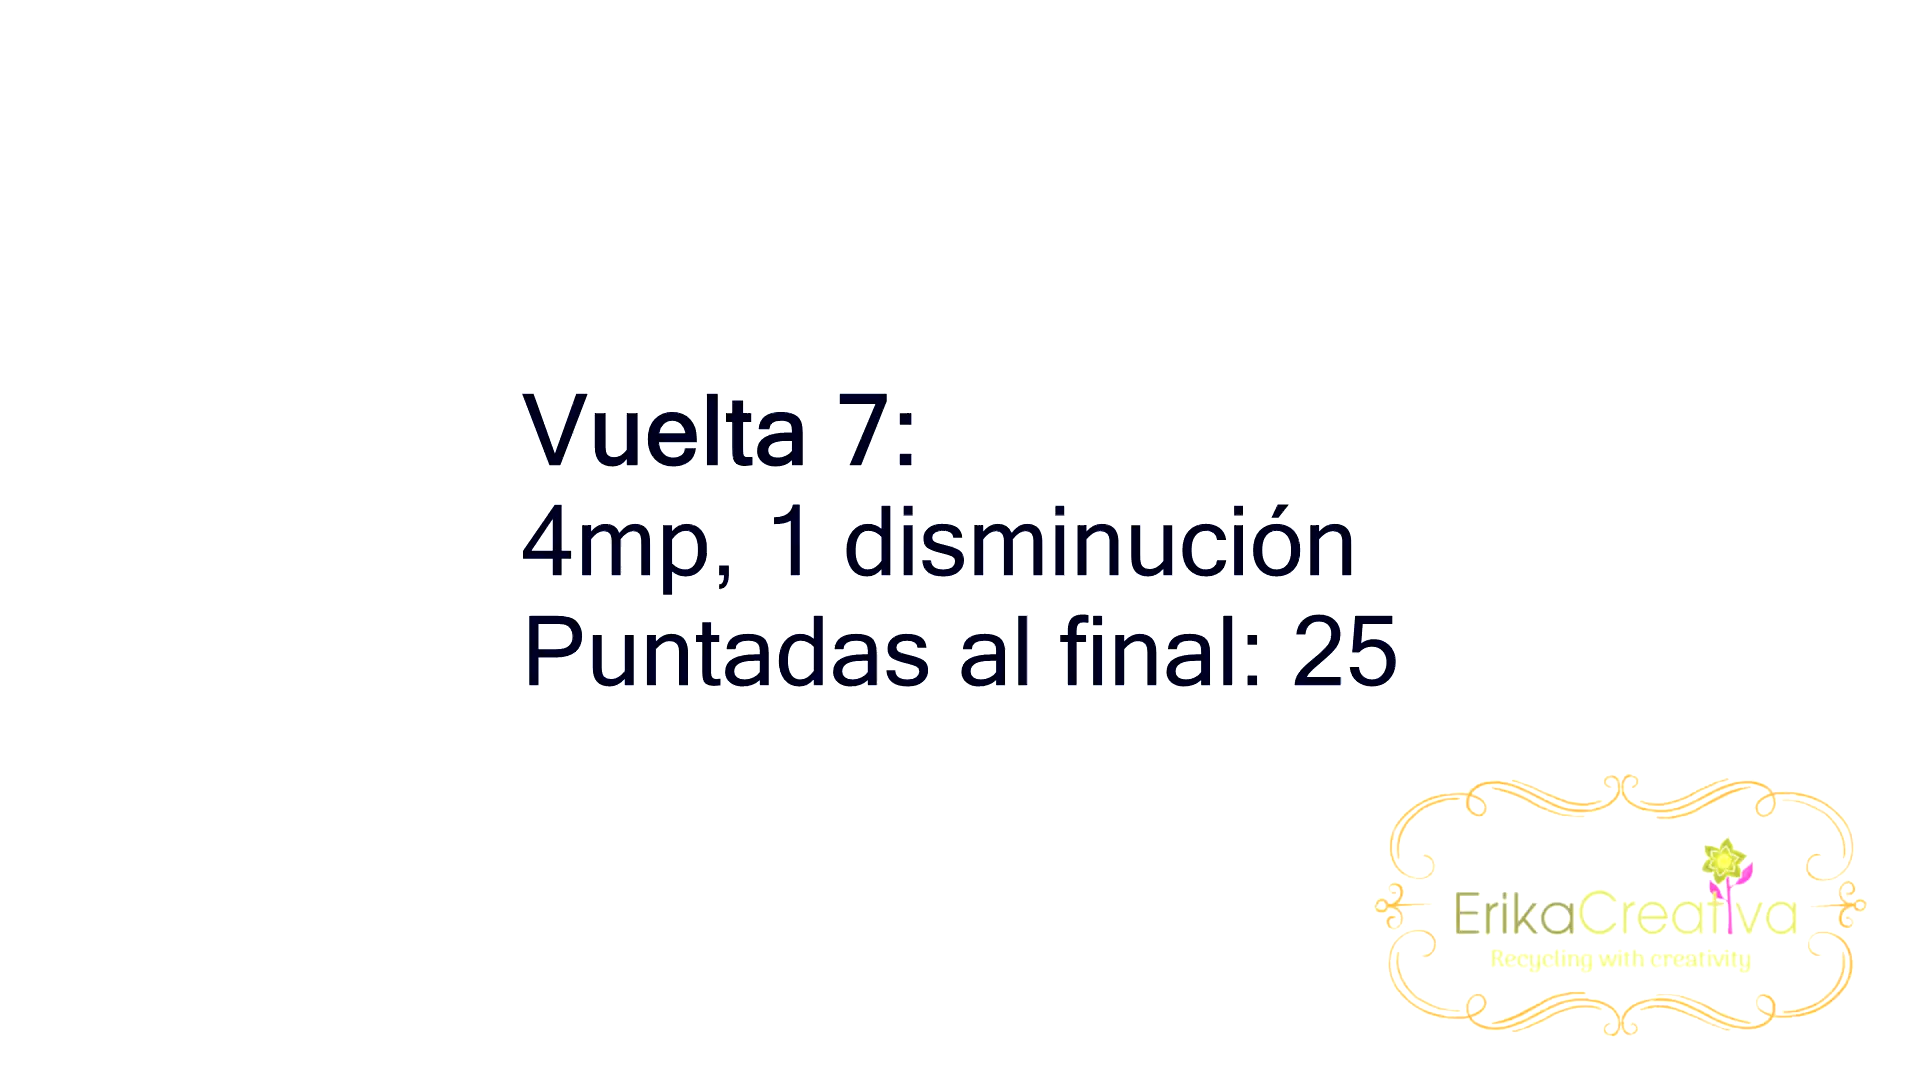 Vuelta 7:
4mp, 1 disminución
Puntadas al final: 25
ErikaCreativa
Recycling with creativity